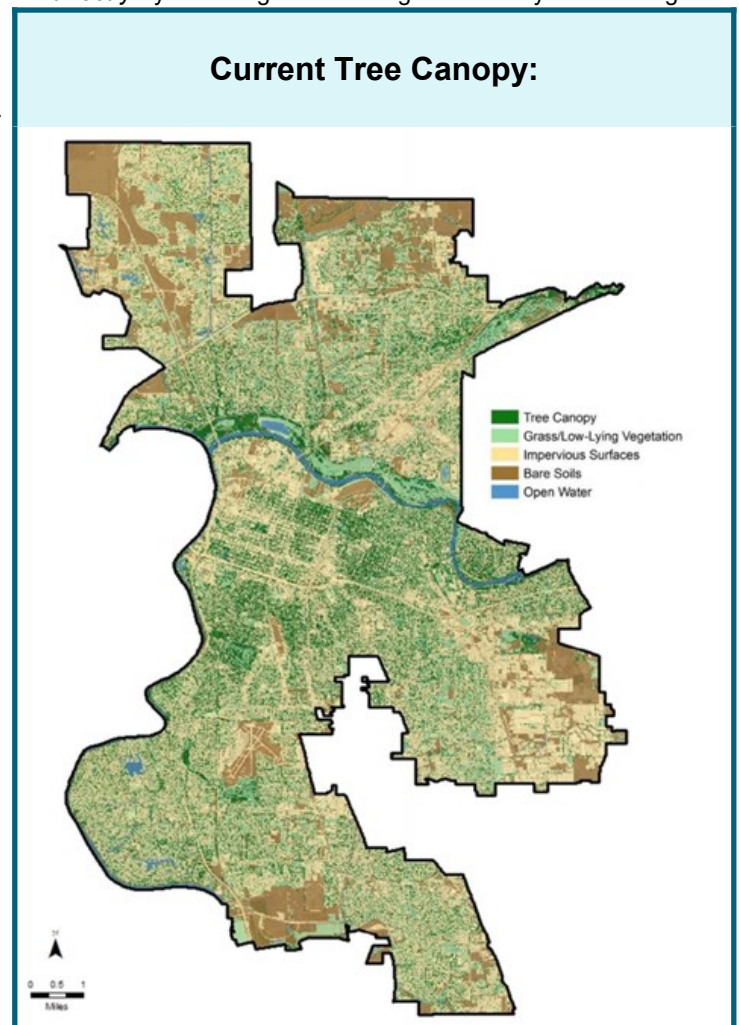 Current Tree Canopy:
Tree Canopy
Grass/Low-Lying Vegetation
Impervious Surfaces
Bare Soils
Open Water
0 0.5 1
Miles